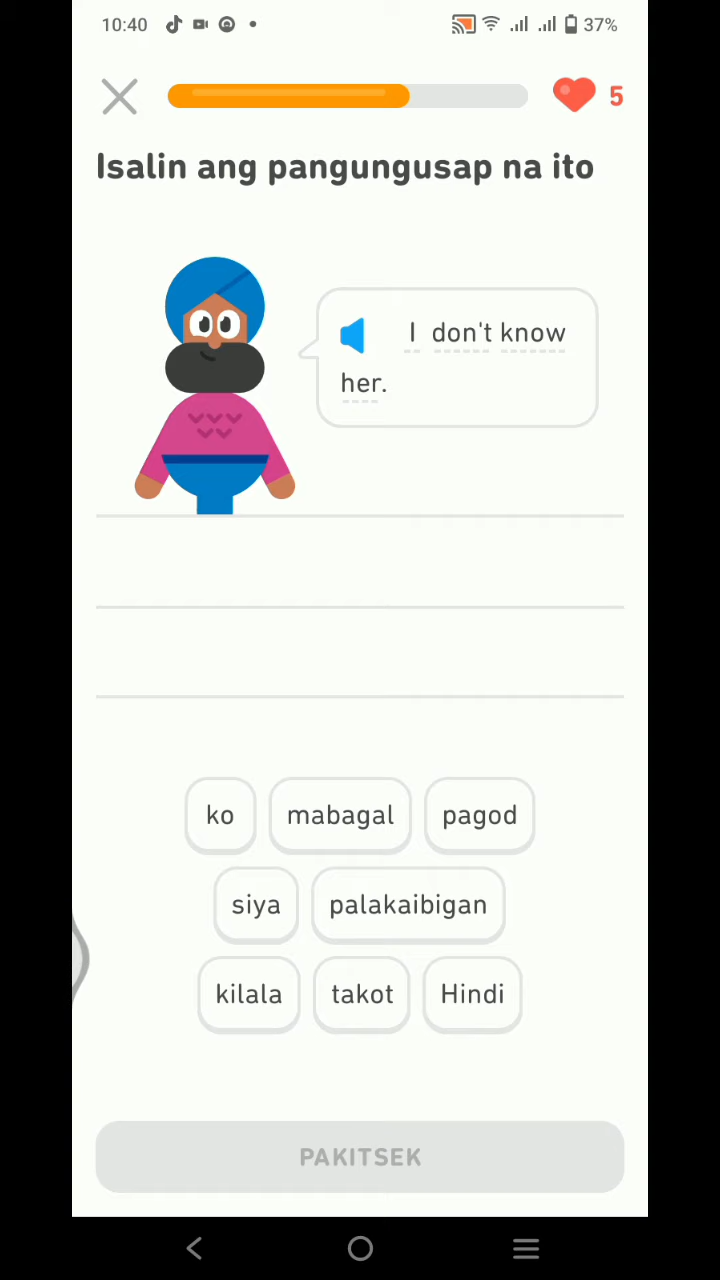 10:40 37%
5
Isalin ang pangungusap na ito
I don't know
her.
ko mabagal pagod
siya palakaibigan
kilala takot Hindi
PAKITSEK